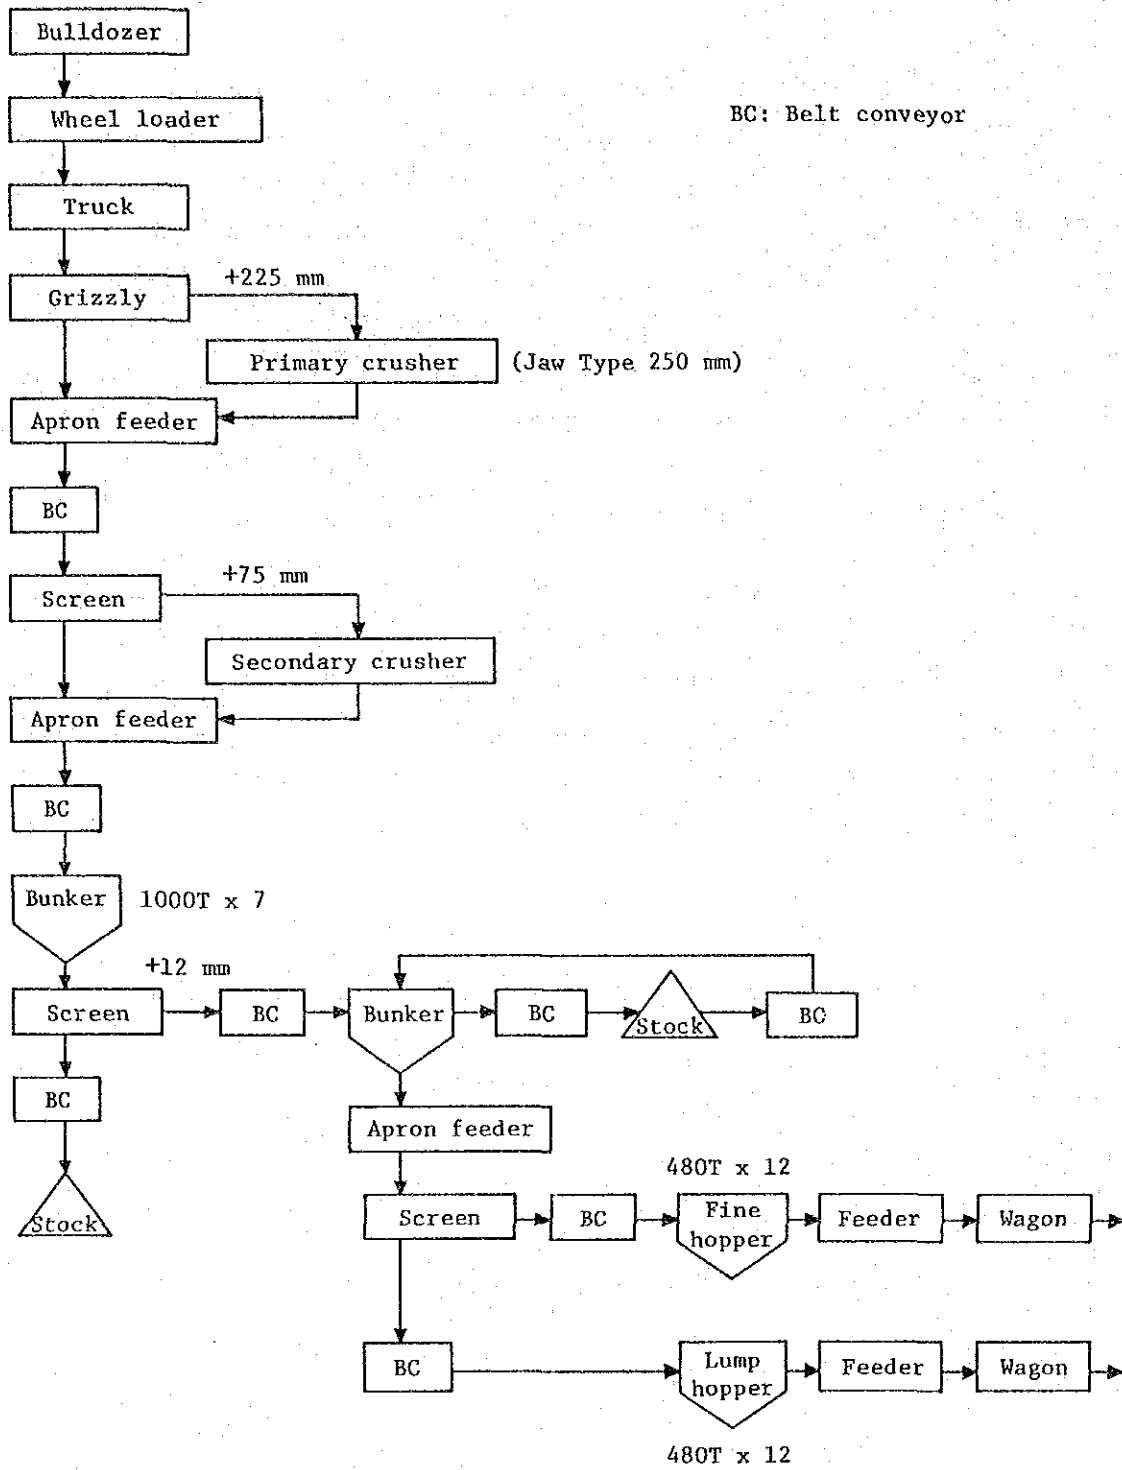 Bulldozer
Wheel loader
BC: Belt conveyor
Truck
+225 mm
Grizzly
Primary crusher
(Jaw Type 250 mm)
Apron feeder
BC
+75 mm
Screen
Secondary crusher
Apron feeder
BC
Bunker
1000T x 7
+12 mm
Screen
BC
Bunker
BC
Stock
BC
BC
Apron feeder
480T x 12
Stock
Screen
BC
Fine
hopper
Feeder
Wagon
BC
Lump
hopper
Feeder
Wagon
480T x 12